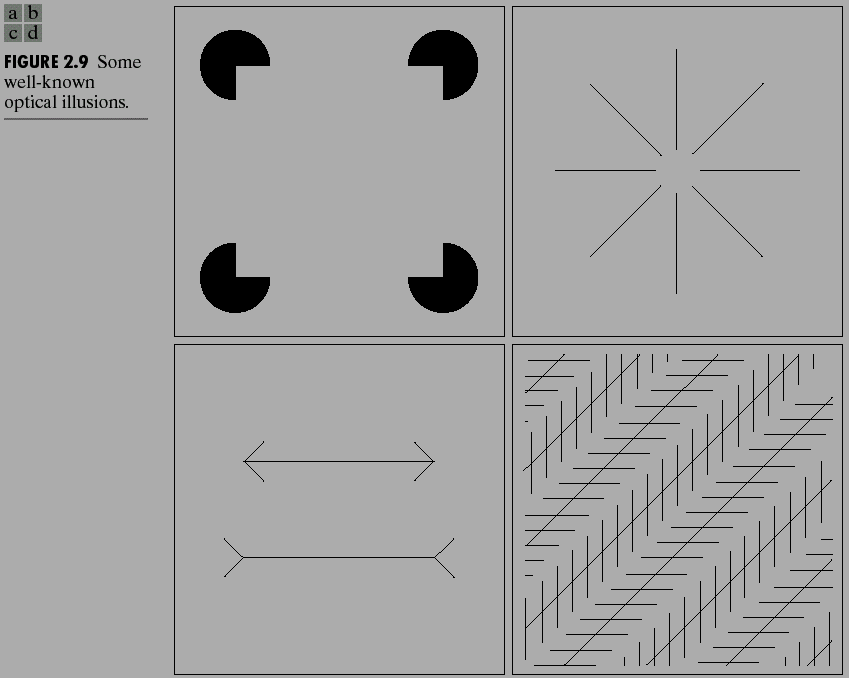 a b
c d
FIGURE 2.9 Some
well-known
optical illusions.